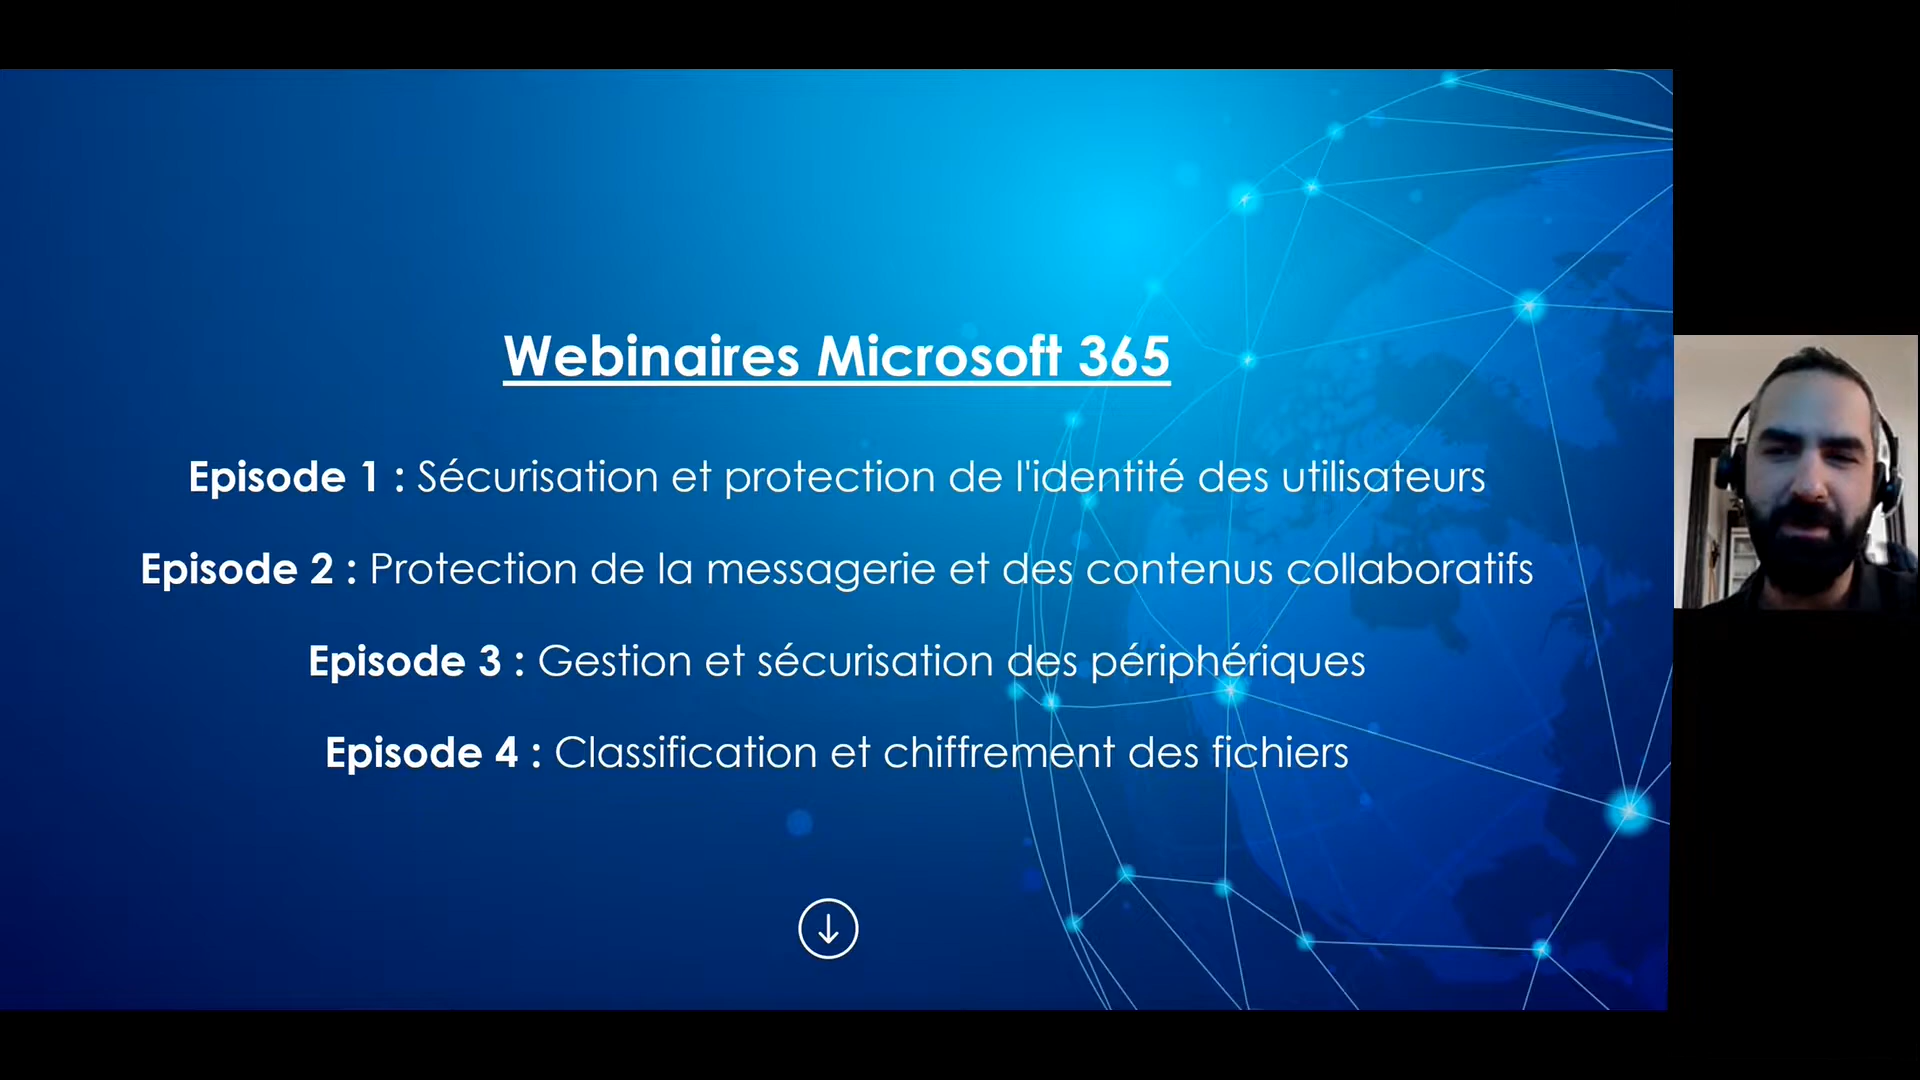 Webinaires Microsoft 365
Episode 1 : Sécurisation et protection de l'identité des utilisateurs
Episode 2 : Protection de la messagerie et des contenus collaboratifs
Episode 3 : Gestion et sécurisation des périphériques
Episode 4 : Classification et chiffrement des fichiers